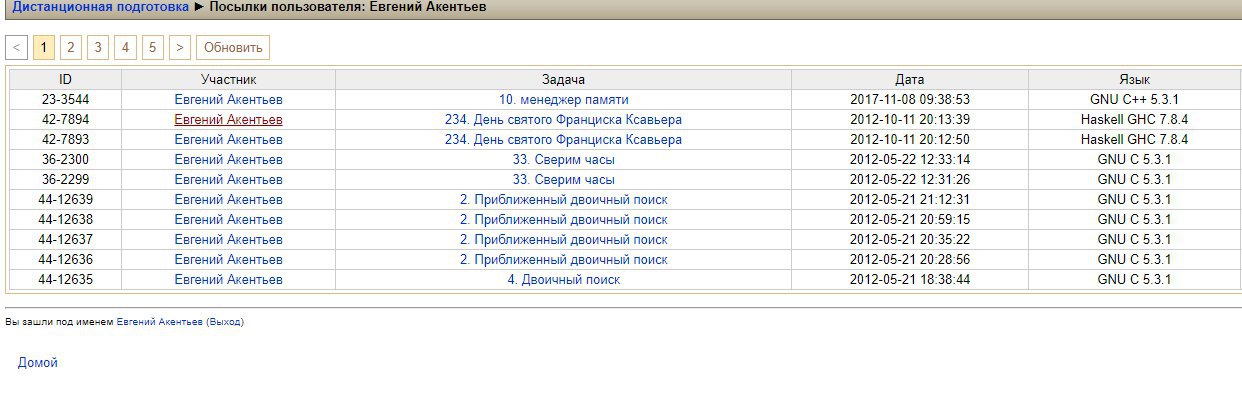 Дистанционная подготовка ► Посылки пользователя: Евгений Акентьев
< 1 2 3 4 5 > Обновить
ID Участник Задача Дата Язык
23-3544 Евгений Акентьев 10. менеджер памяти 2017-11-08 09:38:53 GNU C++ 5.3.1
42-7894 Евгений Акентьев 234. День святого Франциска Ксавьера 2012-10-11 20:13:39 Haskell GHC 7.8.4
42-7893 Евгений Акентьев 234. День святого Франциска Ксавьера 2012-10-11 20:12:50 Haskell GHC 7.8.4
36-2300 Евгений Акентьев 33. Сверим часы 2012-05-22 12:33:14 GNU C 5.3.1
36-2299 Евгений Акентьев 33. Сверим часы 2012-05-22 12:31:26 GNU C 5.3.1
44-12639 Евгений Акентьев 2. Приближенный двоичный поиск 2012-05-21 21:12:31 GNU C 5.3.1
44-12638 Евгений Акентьев 2. Приближенный двоичный поиск 2012-05-21 20:59:15 GNU C 5.3.1
44-12637 Евгений Акентьев 2. Приближенный двоичный поиск 2012-05-21 20:35:22 GNU C 5.3.1
44-12636 Евгений Акентьев 2. Приближенный двоичный поиск 2012-05-21 20:28:56 GNU C 5.3.1
44-12635 Евгений Акентьев 4. Двоичный поиск 2012-05-21 18:38:44 GNU C 5.3.1
Вы зашли под именем Евгений Акентьев (Выход)
Домой